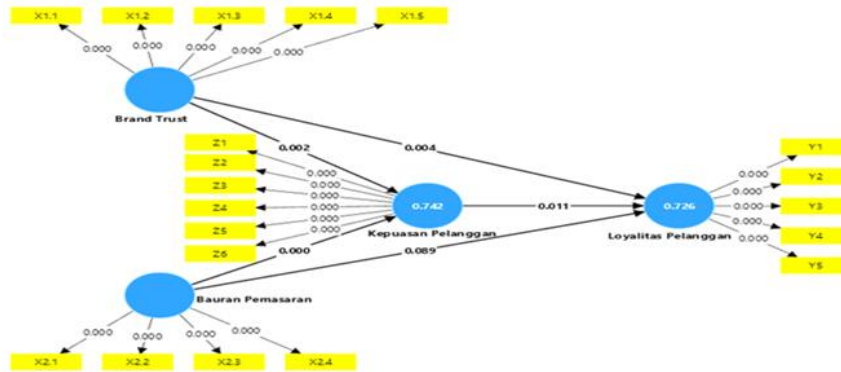 X1.1 X1.2 X1.3 X1.4 X1.5
0.000 0.000 0.000 0.000 0.000
Brand Trust
0.002 0.004
Z1
Z2
Z3
Z4
Z5
Z6
0.000
0.000
0.000
0.000
0.000
0.000
0.742
Kepuasan Pelanggan
0.011
0.726
Loyalitas Pelanggan
0.000
0.000
0.000
0.000
0.000
Y1
Y2
Y3
Y4
Y5
0.000
0.089
Bauran Pemasaran
0.000 0.000 0.000 0.000
X2.1 X2.2 X2.3 X2.4